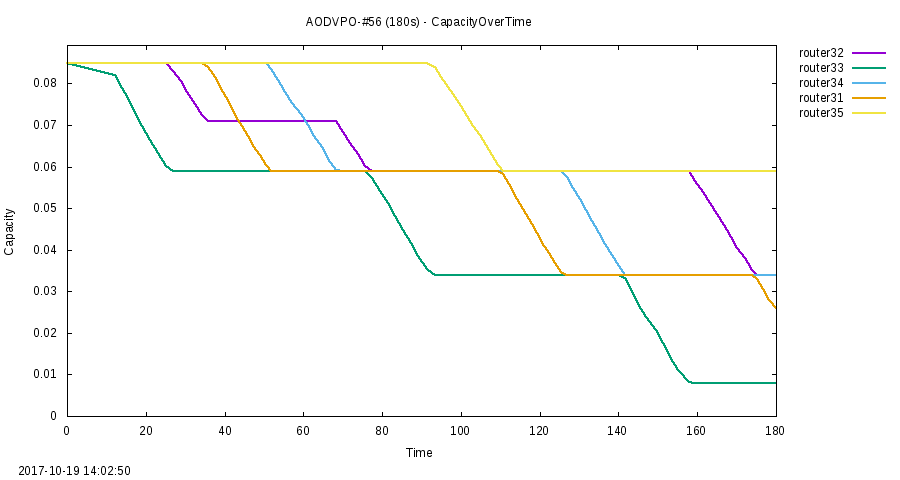 AODVPO-#56 (180s) - CapacityOverTime
router32
router33
router34
router31
router35
0.08
0.07
0.06
0.05
0.04
0.03
0.02
0.01
0
Capacity
0 20 40 60 80 100 120 140 160 180
Time
2017-10-19 14:02:50